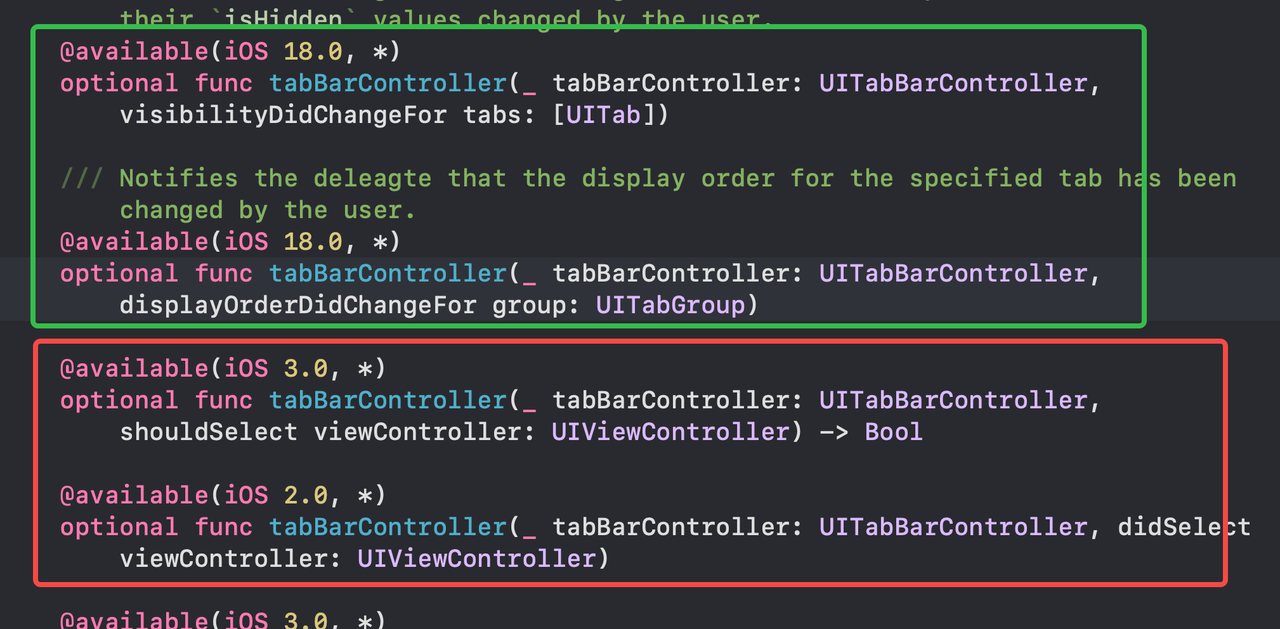 their `isHidden` values changed by the user.
@available(iOS 18.0, *)
optional func tabBarController(_ tabBarController: UITabBarController,
visibilityDidChangeFor tabs: [UITab])
/// Notifies the deleagte that the display order for the specified tab has been
changed by the user.
@available(iOS 18.0, *)
optional func tabBarController(_ tabBarController: UITabBarController,
displayOrderDidChangeFor group: UITabGroup)
@available(iOS 3.0, *)
optional func tabBarController(_ tabBarController: UITabBarController,
shouldSelect viewController: UIViewController) -> Bool
@available(iOS 2.0, *)
optional func tabBarController(_ tabBarController: UITabBarController, didSelect
viewController: UIViewController)
@available(iOS 3.0, *)